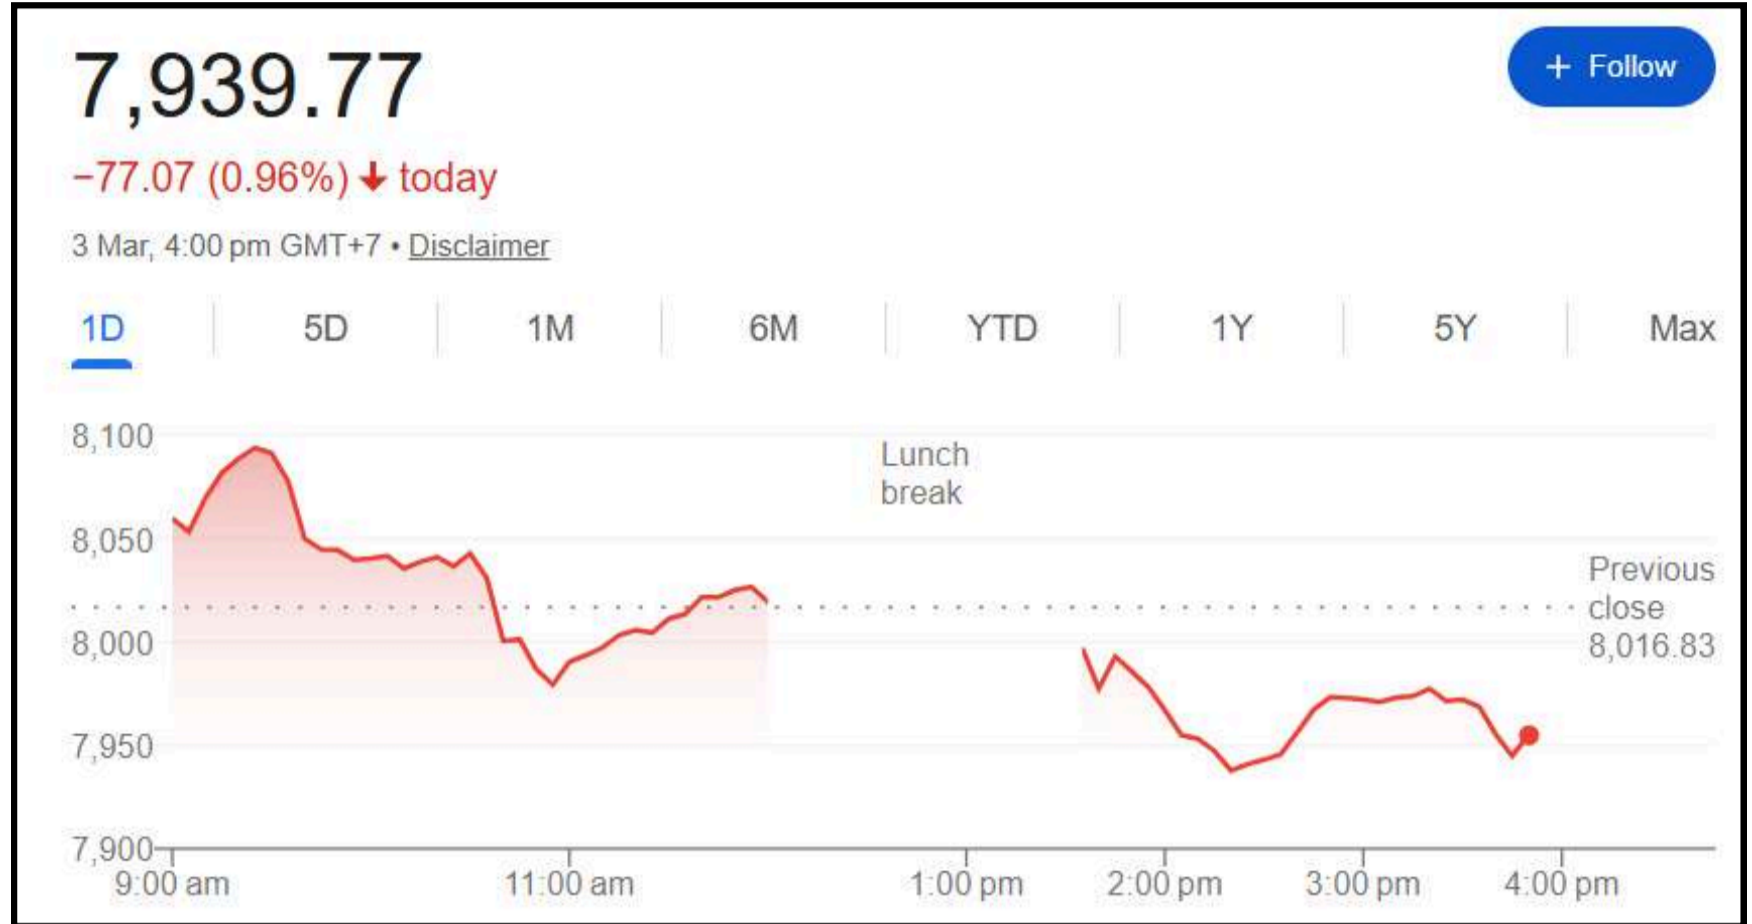 7,939.77
+ Follow
−77.07 (0.96%) ↓ today
3 Mar, 4:00 pm GMT+7 • Disclaimer
1D 5D 1M 6M YTD 1Y 5Y Max
8,100
Lunch
break
8,050
Previous
close
8,016.83
8,000
7,950
7,900
9:00 am 11:00 am 1:00 pm 2:00 pm 3:00 pm 4:00 pm